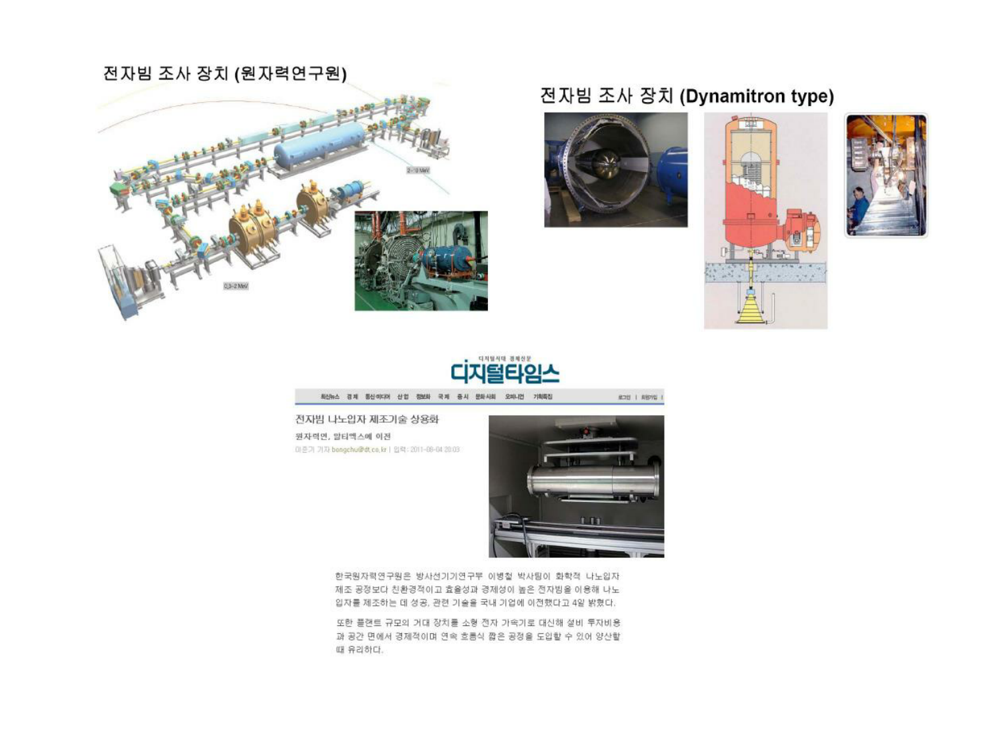 전자빔 조사 장치 (원자력연구원)
2~10 MeV
0.3~2 MeV
전자빔 조사 장치 (Dynamitron type)
디지털시대 경제신문
디지털타임스
최신뉴스 경 제 통신·미디어 산 업 정보화 국 제 증 시 문화·사회 오피니언 기획특집
로그인 | 회원가입 |
전자빔 나노입자 제조기술 상용화
원자력연, 알티엑스에 이전
이준기 기자 bongchu@dt.co.kr | 입력: 2011-08-04 20:03
한국원자력연구원은 방사선기기연구부 이병철 박사팀이 화학적 나노입자
제조 공정보다 친환경적이고 효율성과 경제성이 높은 전자빔을 이용해 나노
입자를 제조하는 데 성공, 관련 기술을 국내 기업에 이전했다고 4일 밝혔다.
또한 플랜트 규모의 거대 장치를 소형 전자 가속기로 대신해 설비 투자비용
과 공간 면에서 경제적이며 연속 흐름식 짧은 공정을 도입할 수 있어 양산할
때 유리하다.